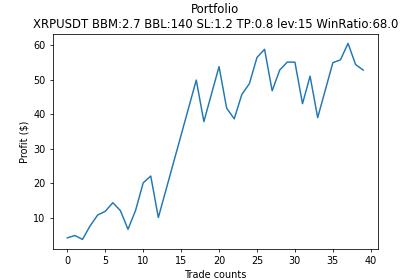 Portfolio
XRPUSDT BBM:2.7 BBL:140 SL:1.2 TP:0.8 lev:15 WinRatio:68.0
60
50
40
30
20
10
Profit ($)
0 5 10 15 20 25 30 35 40
Trade counts